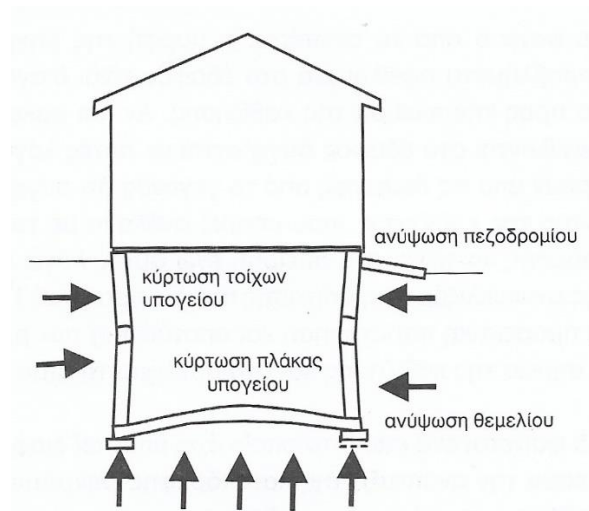 ανύψωση πεζοδρομίου
κύρτωση τοίχων
υπογείου
κύρτωση πλάκας
υπογείου
ανύψωση θεμελίου